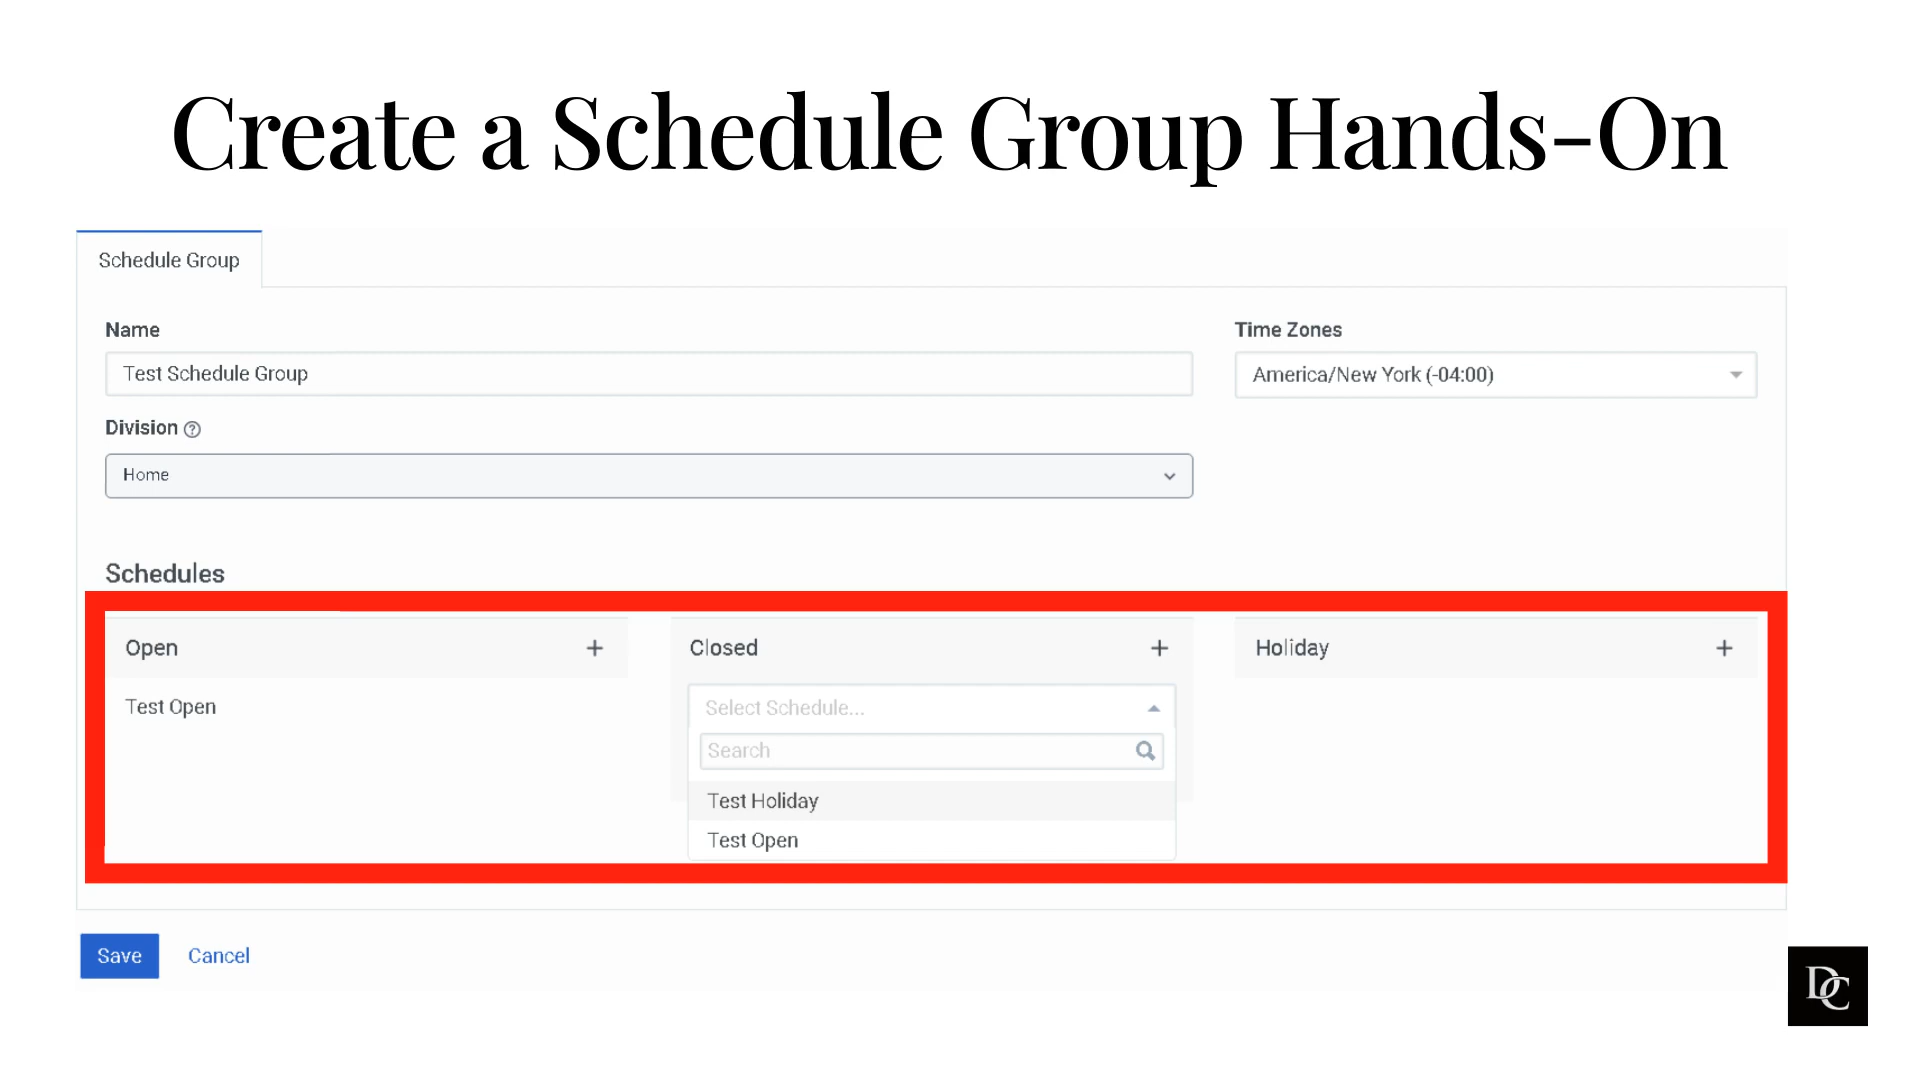 Create a Schedule Group Hands-On
Schedule Group
Name
Time Zones
Test Schedule Group
America/New York (-04:00)
Division
Home
Schedules
Open
Closed
Holiday
Test Open
Select Schedule...
Search
Test Holiday
Test Open
Save
Cancel
DC